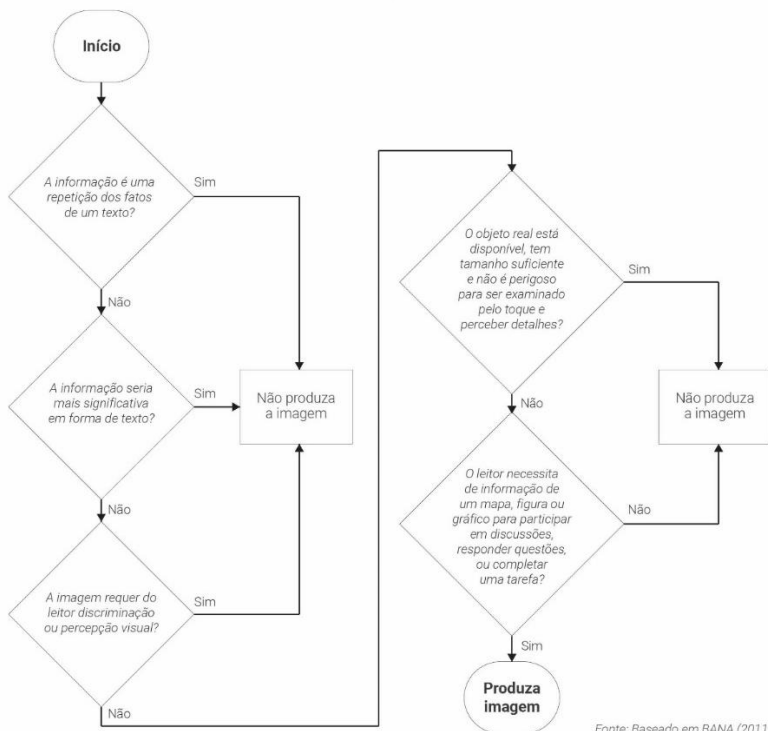 Início
A informação é uma
repetição dos fatos
de um texto?
Sim
Não
A informação seria
mais significativa
em forma de texto?
Sim
Não produza
a imagem
Não
A imagem requer do
leitor discriminação
ou percepção visual?
Sim
Não
O objeto real está
disponível, tem
tamanho suficiente
e não é perigoso
para ser examinado
pelo toque e
perceber detalhes?
Sim
Não produza
a imagem
Não
O leitor necessita
de informação de
um mapa, figura ou
gráfico para participar
em discussões,
responder questões,
ou completar
uma tarefa?
Não
Sim
Produza
imagem
Fonte: Baseado em BANA (2011